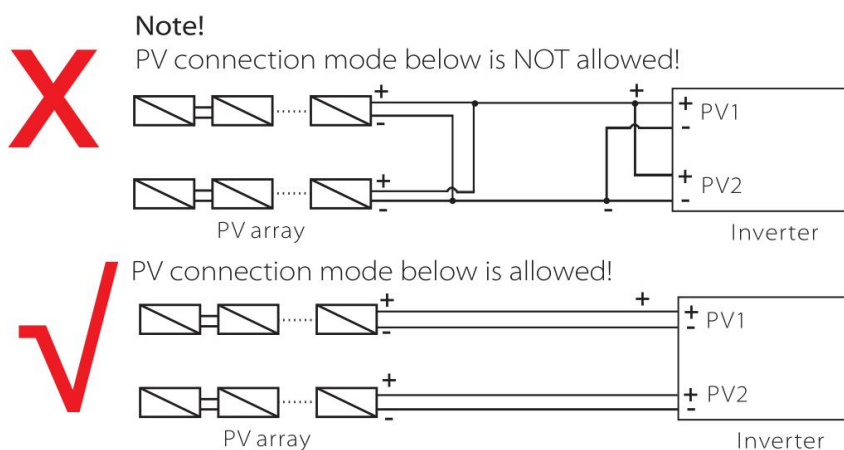 Note!
PV connection mode below is NOT allowed!
X
+ + + PV1
- -
+ + PV2
- - -
PV array
Inverter
PV connection mode below is allowed!
√
+ + + PV1
-
+ + PV2
- -
PV array
Inverter